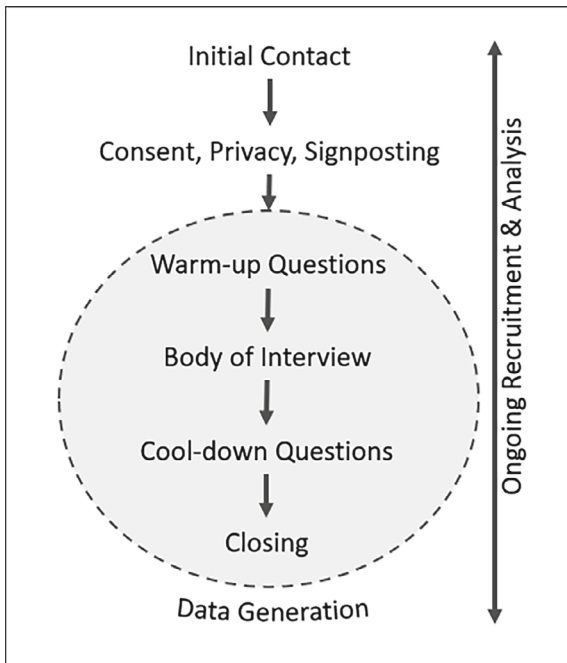 Initial Contact
Consent, Privacy, Signposting
Warm-up Questions
Body of Interview
Cool-down Questions
Closing
Data Generation
Ongoing Recruitment & Analysis